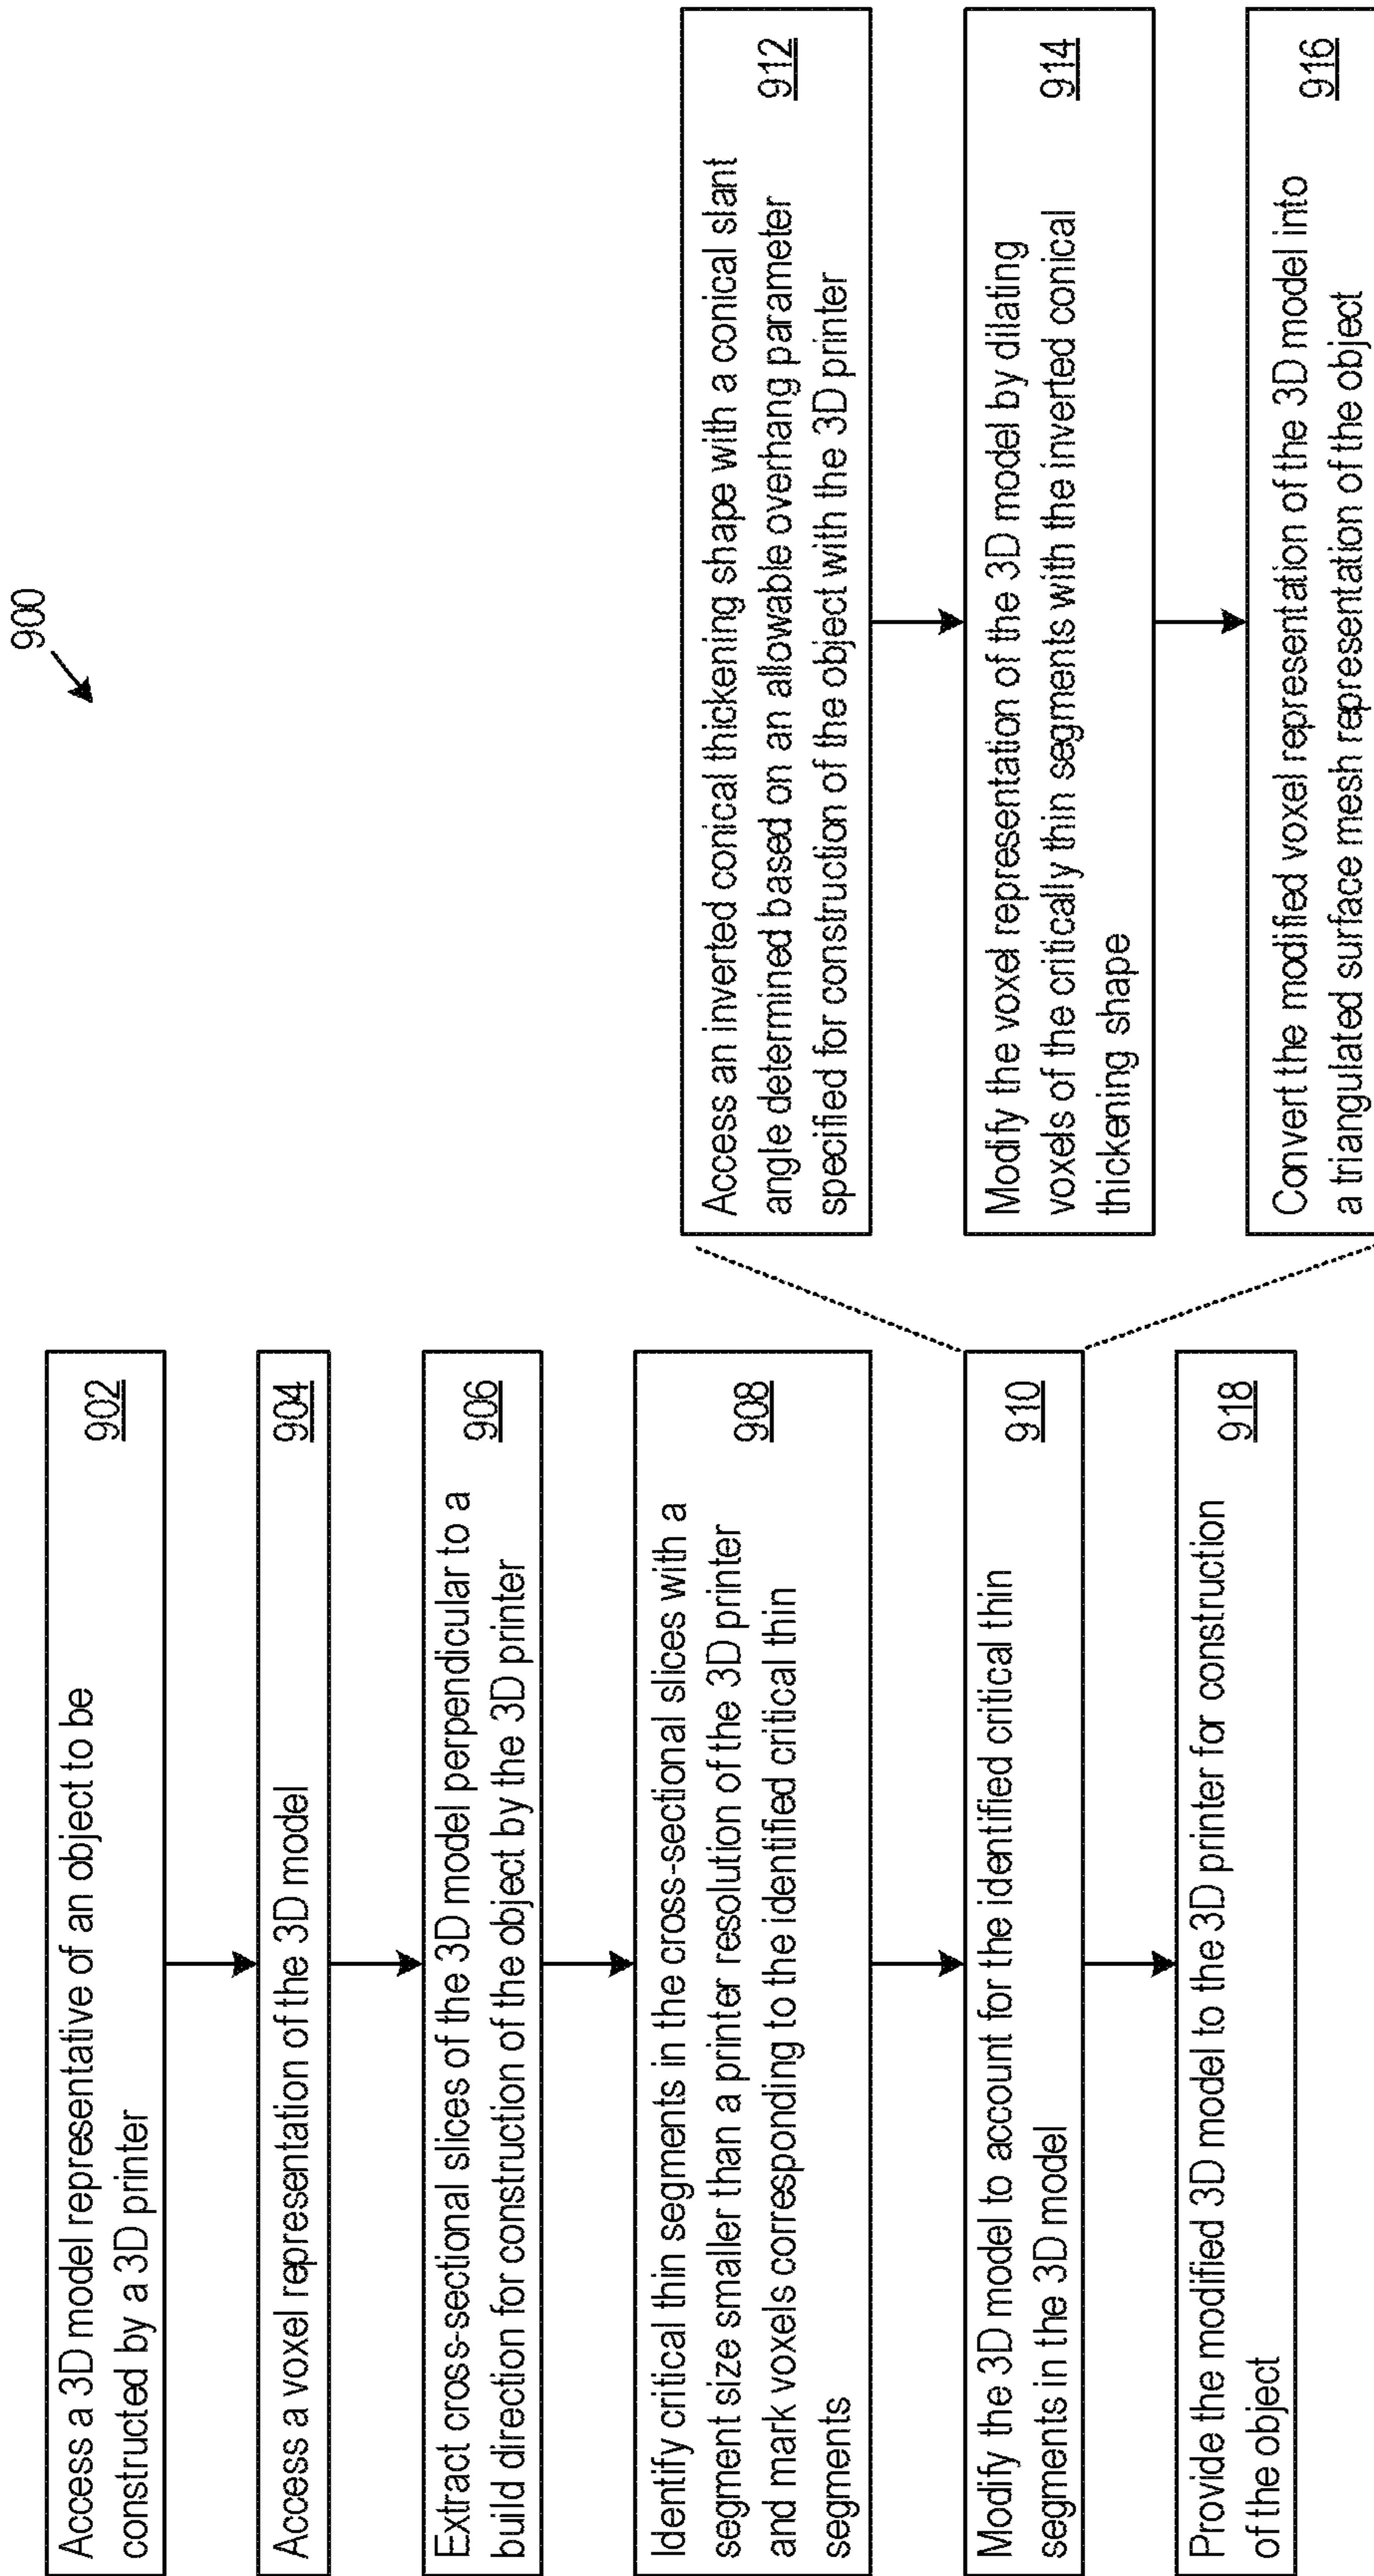 900
Access a 3D model representative of an object to be
constructed by a 3D printer
902
Access a voxel representation of the 3D model
904
Extract cross-sectional slices of the 3D model perpendicular to a
build direction for construction of the object by the 3D printer
906
Identify critical thin segments in the cross-sectional slices with a
segment size smaller than a printer resolution of the 3D printer
and mark voxels corresponding to the identified critical thin
segments
908
Modify the 3D model to account for the identified critical thin
segments in the 3D model
910
Provide the modified 3D model to the 3D printer for construction
of the object
918
Access an inverted conical thickening shape with a conical slant
angle determined based on an allowable overhang parameter
specified for construction of the object with the 3D printer
912
Modify the voxel representation of the 3D model by dilating
voxels of the critically thin segments with the inverted conical
thickening shape
914
Convert the modified voxel representation of the 3D model into
a triangulated surface mesh representation of the object
916